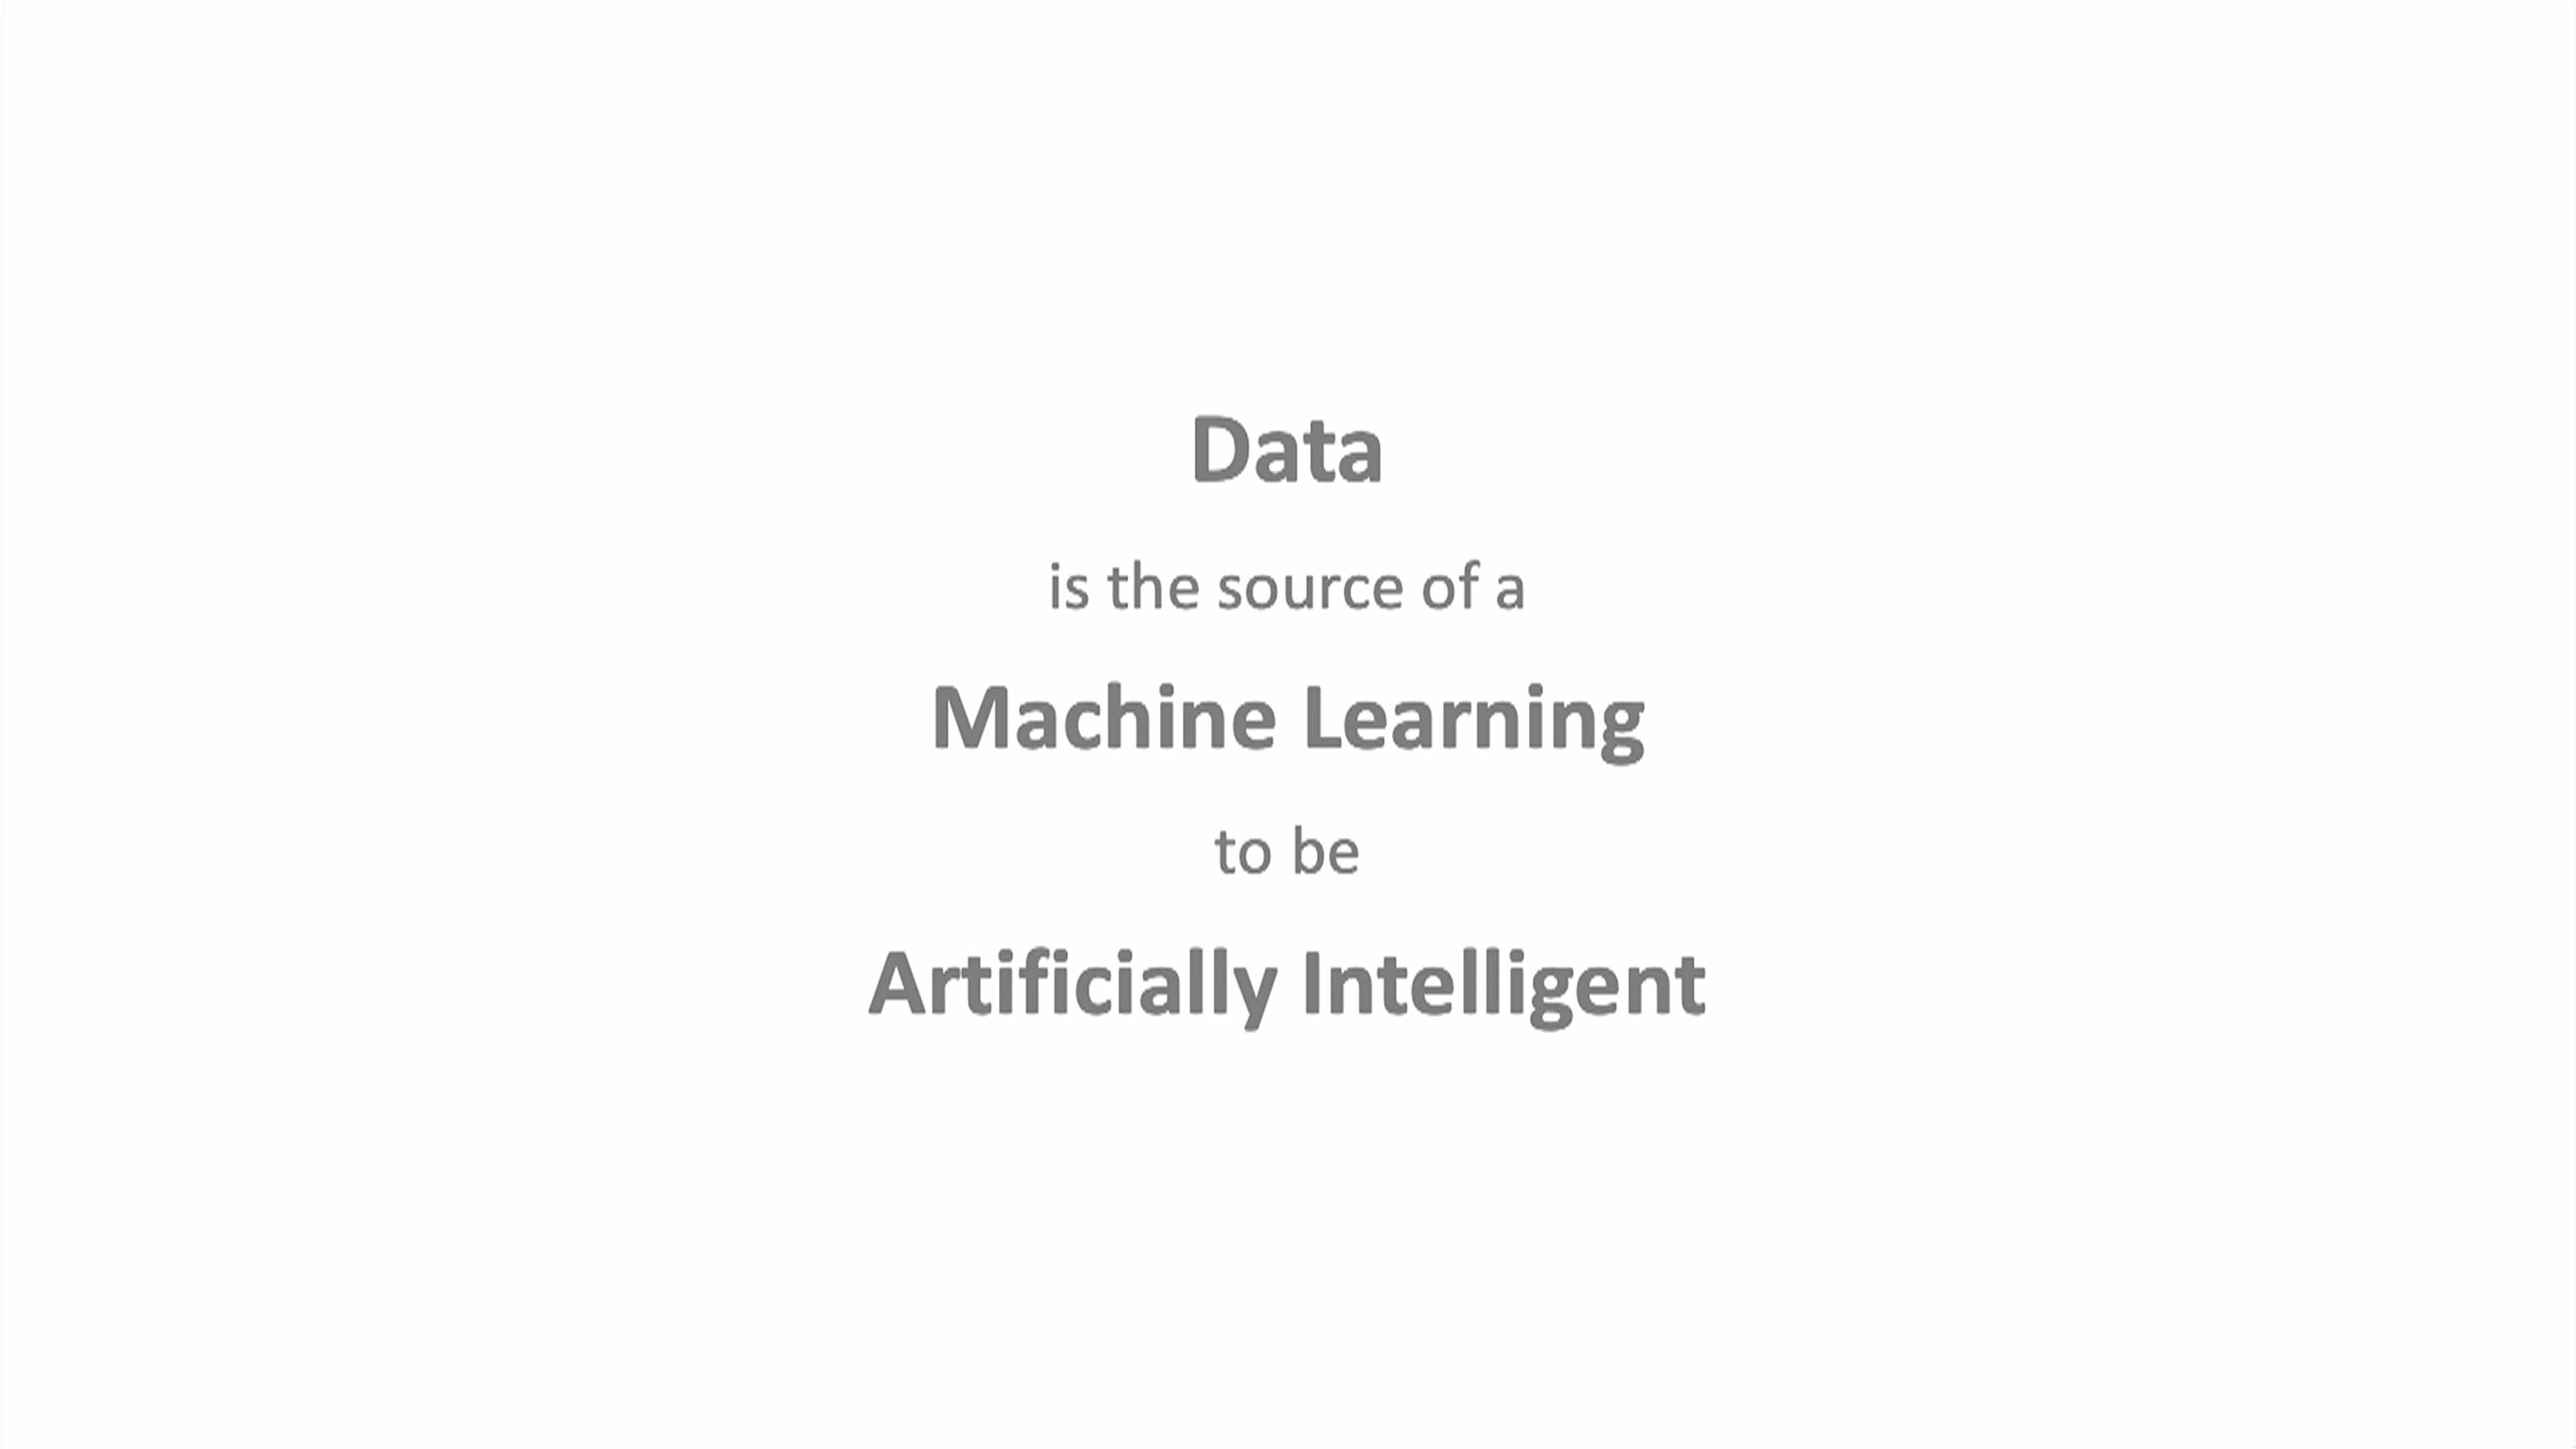 Data
is the source of a
Machine Learning
to be
Artificially Intelligent